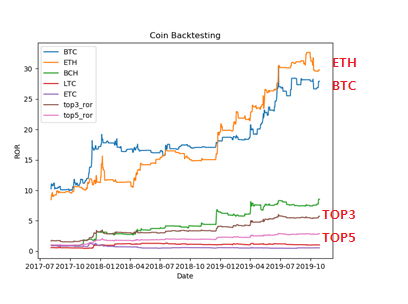 Coin Backtesting
BTC
ETH
BCH
LTC
ETC
top3_ror
top5_ror
ETH
BTC
TOP3
TOP5
ROR
30
25
20
15
10
5
0
2017-07 2017-10 2018-01 2018-04 2018-07 2018-10 2019-01 2019-04 2019-07 2019-10
Date